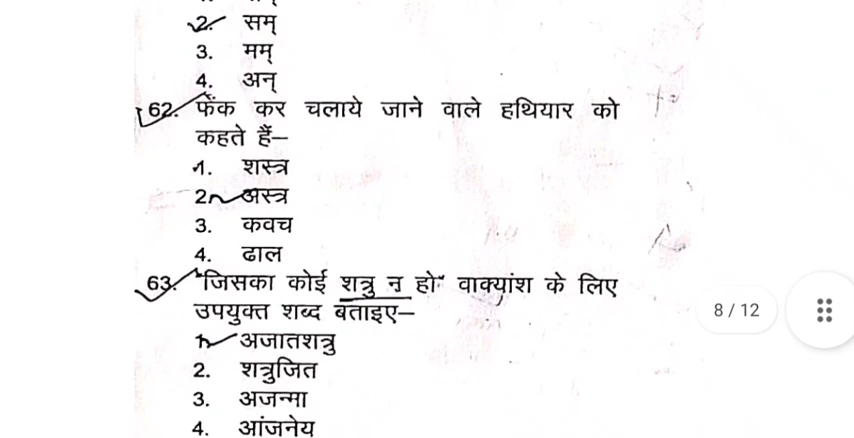 2. सम्
3. मम्
4. अन्
62. फेंक कर चलाये जाने वाले हथियार को
कहते हैं–
1. शस्त्र
2. अस्त्र
3. कवच
4. ढाल
63. "जिसका कोई शत्रु न हो" वाक्यांश के लिए
उपयुक्त शब्द बताइए–
1. अजातशत्रु
2. शत्रुजित
3. अजन्मा
4. आंजनेय
8 / 12